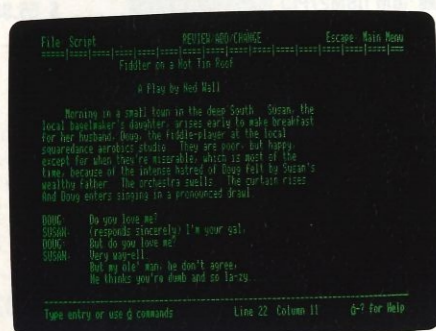 File: Script REVIEW/ADD/CHANGE Escape: Main Menu
Fiddler on a Hot Tin Roof
A Play by Ned Wall
Morning in a small town in the deep South. Susan, the
local bagelmaker's daughter, arises early to make breakfast
for her husband, Doug, the fiddle-player at the local
squaredance aerobics studio. They are poor, but happy,
except for when they're miserable, which is most of the
time, because of the intense hatred of Doug felt by Susan's
wealthy father. The orchestra swells. The curtain rises.
And Doug enters singing in a pronounced drawl.
DOUG: Do you love me?
SUSAN: (responds sincerely) I'm your gal,
DOUG: But do you love me?
SUSAN: Very way-ell
But my ole' man, he don't agree,
He thinks you're dumb and so la-zy.
Type entry or use commands Line 22 Column 11 -? for Help